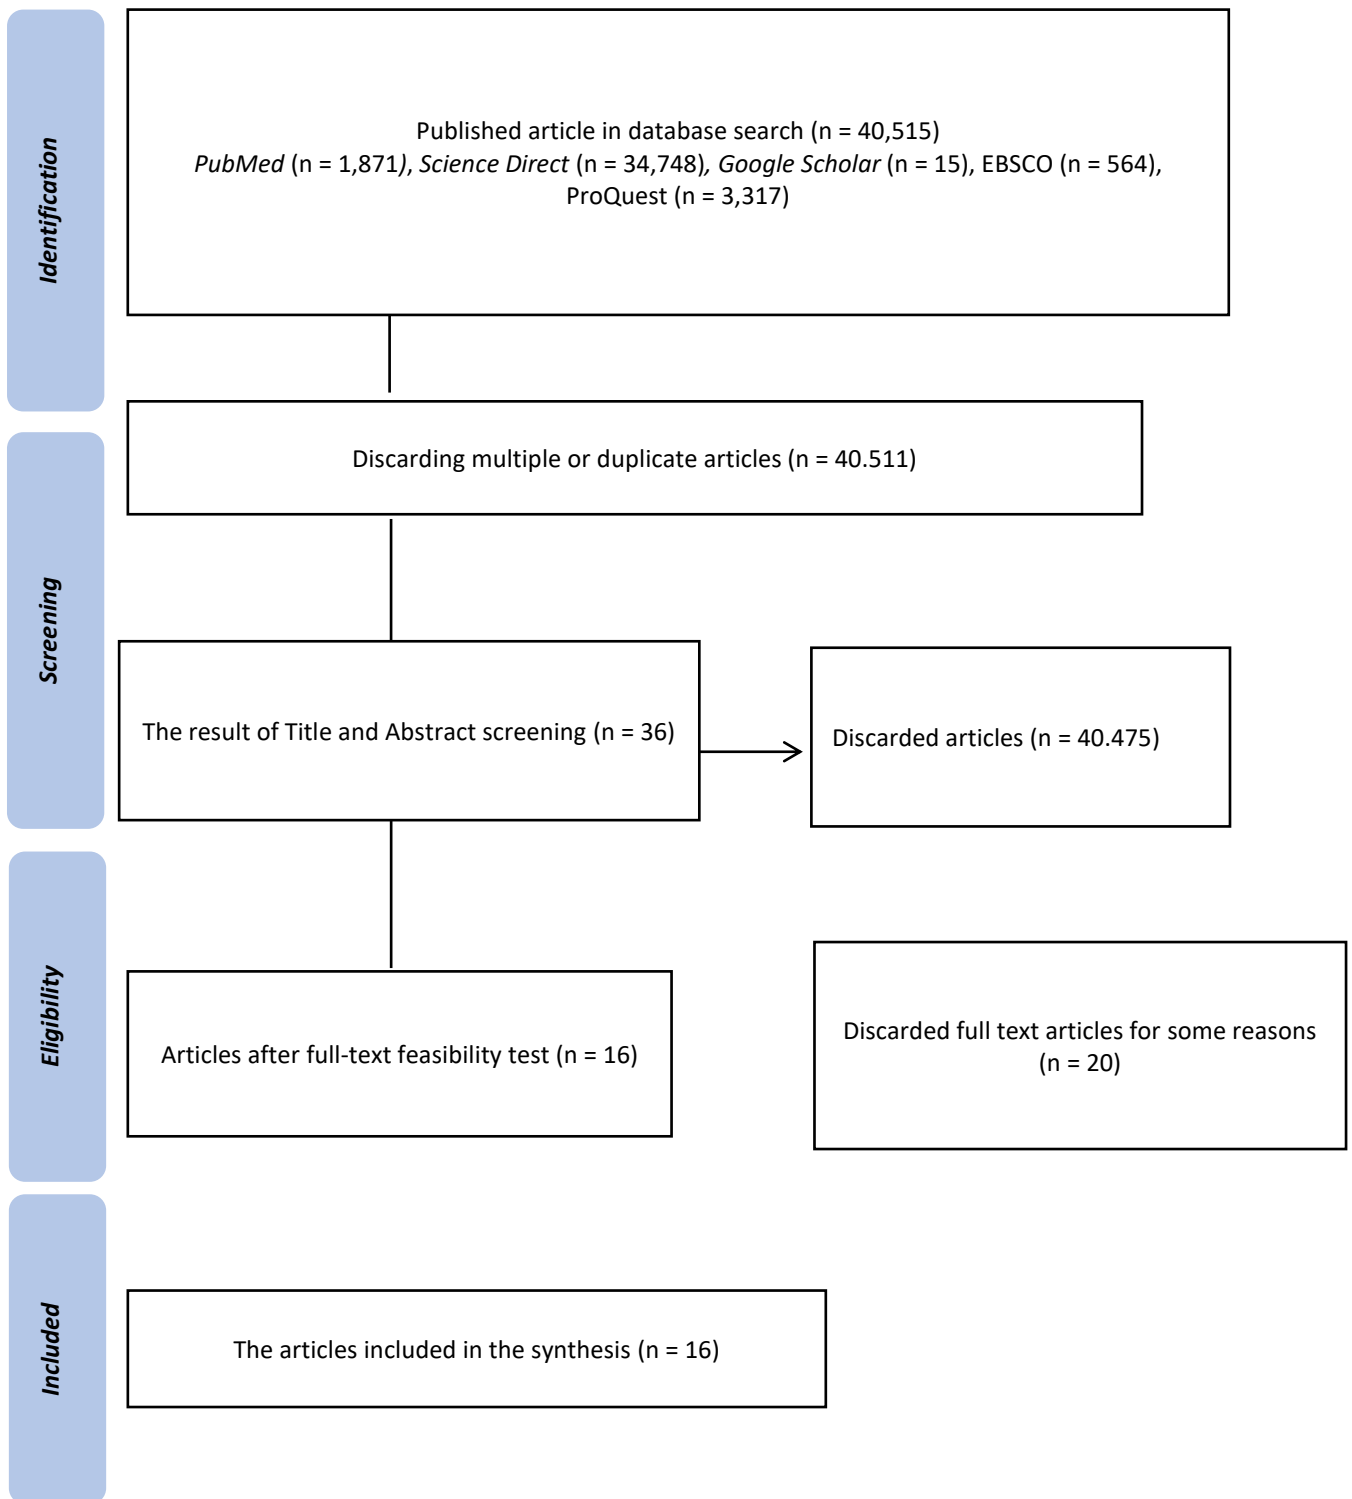 Identification
Published article in database search (n = 40,515)
PubMed (n = 1,871), Science Direct (n = 34,748), Google Scholar (n = 15), EBSCO (n = 564),
ProQuest (n = 3,317)
Screening
Discarding multiple or duplicate articles (n = 40.511)
The result of Title and Abstract screening (n = 36)
Discarded articles (n = 40.475)
Eligibility
Articles after full-text feasibility test (n = 16)
Discarded full text articles for some reasons
(n = 20)
Included
The articles included in the synthesis (n = 16)